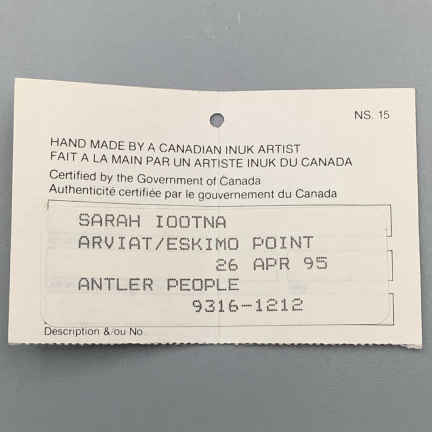 NS. 15
HAND MADE BY A CANADIAN INUK ARTIST
FAIT A LA MAIN PAR UN ARTISTE INUK DU CANADA
Certified by the Government of Canada
Authenticité certifiée par le gouvernement du Canada
SARAH IOOTNA
ARVIAT/ESKIMO POINT
26 APR 95
ANTLER PEOPLE
9316-1212
Description & ou No